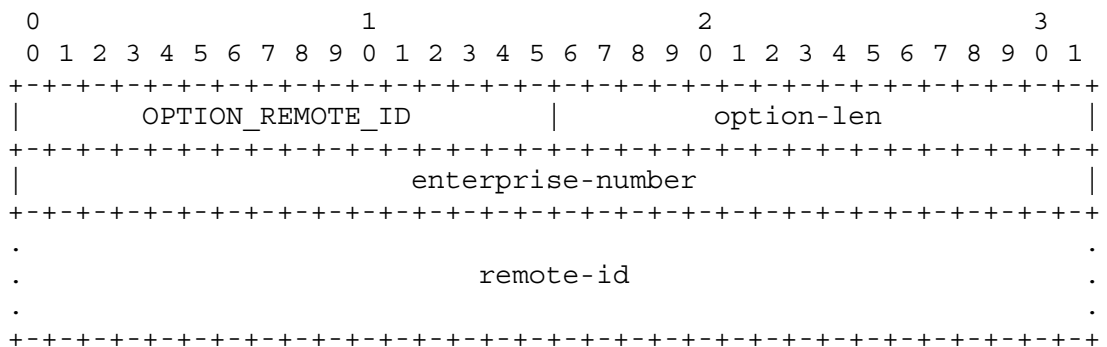 0                   1                   2                   3
 0 1 2 3 4 5 6 7 8 9 0 1 2 3 4 5 6 7 8 9 0 1 2 3 4 5 6 7 8 9 0 1
+-+-+-+-+-+-+-+-+-+-+-+-+-+-+-+-+-+-+-+-+-+-+-+-+-+-+-+-+-+-+-+-+
|       OPTION_REMOTE_ID        |         option-len            |
+-+-+-+-+-+-+-+-+-+-+-+-+-+-+-+-+-+-+-+-+-+-+-+-+-+-+-+-+-+-+-+-+
|                       enterprise-number                       |
+-+-+-+-+-+-+-+-+-+-+-+-+-+-+-+-+-+-+-+-+-+-+-+-+-+-+-+-+-+-+-+-+
.                                                               .
.                           remote-id                           .
.                                                               .
+-+-+-+-+-+-+-+-+-+-+-+-+-+-+-+-+-+-+-+-+-+-+-+-+-+-+-+-+-+-+-+-+